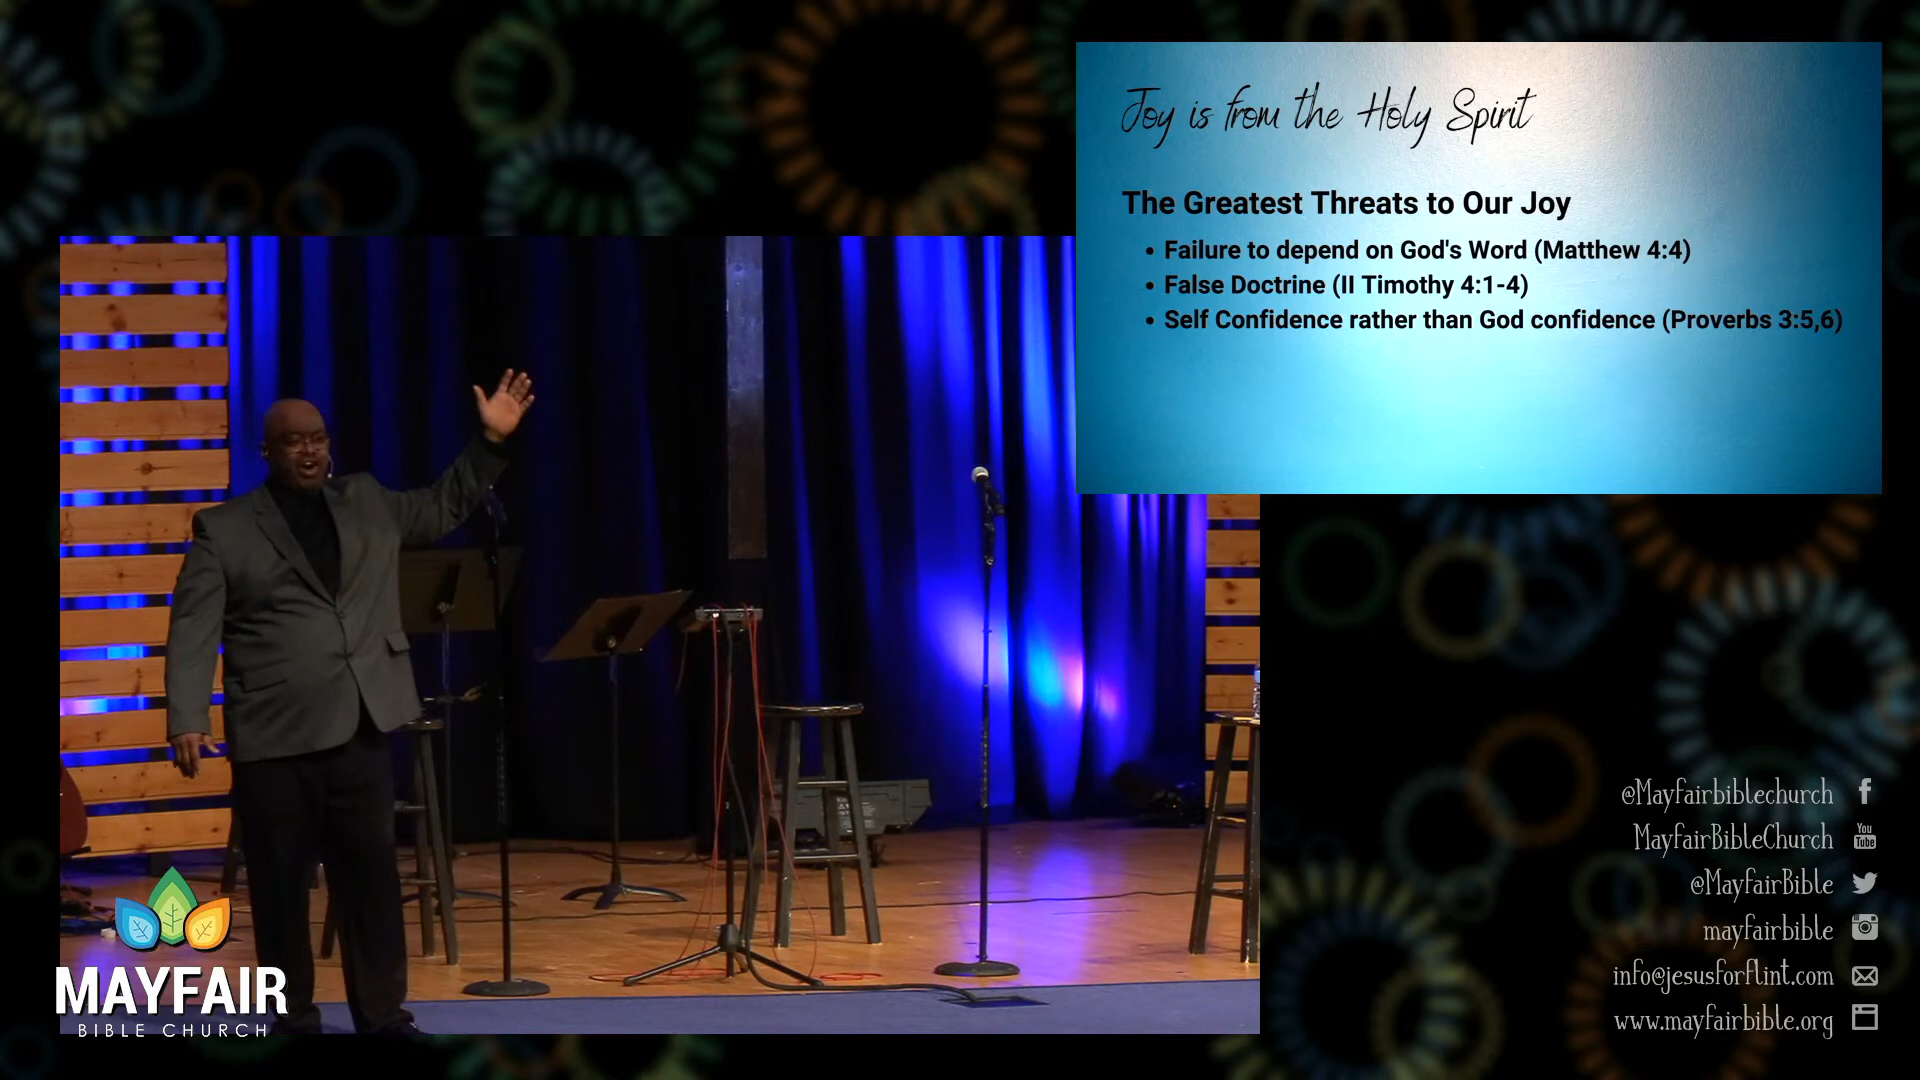 Joy is from the Holy Spirit
The Greatest Threats to Our Joy
• Failure to depend on God's Word (Matthew 4:4)
• False Doctrine (II Timothy 4:1-4)
• Self Confidence rather than God confidence (Proverbs 3:5,6)
@Mayfairbiblechurch
MayfairBibleChurch
You
Tube
@MayfairBible
mayfairbible
info@jesusforflint.com
www.mayfairbible.org
MAYFAIR
BIBLE CHURCH